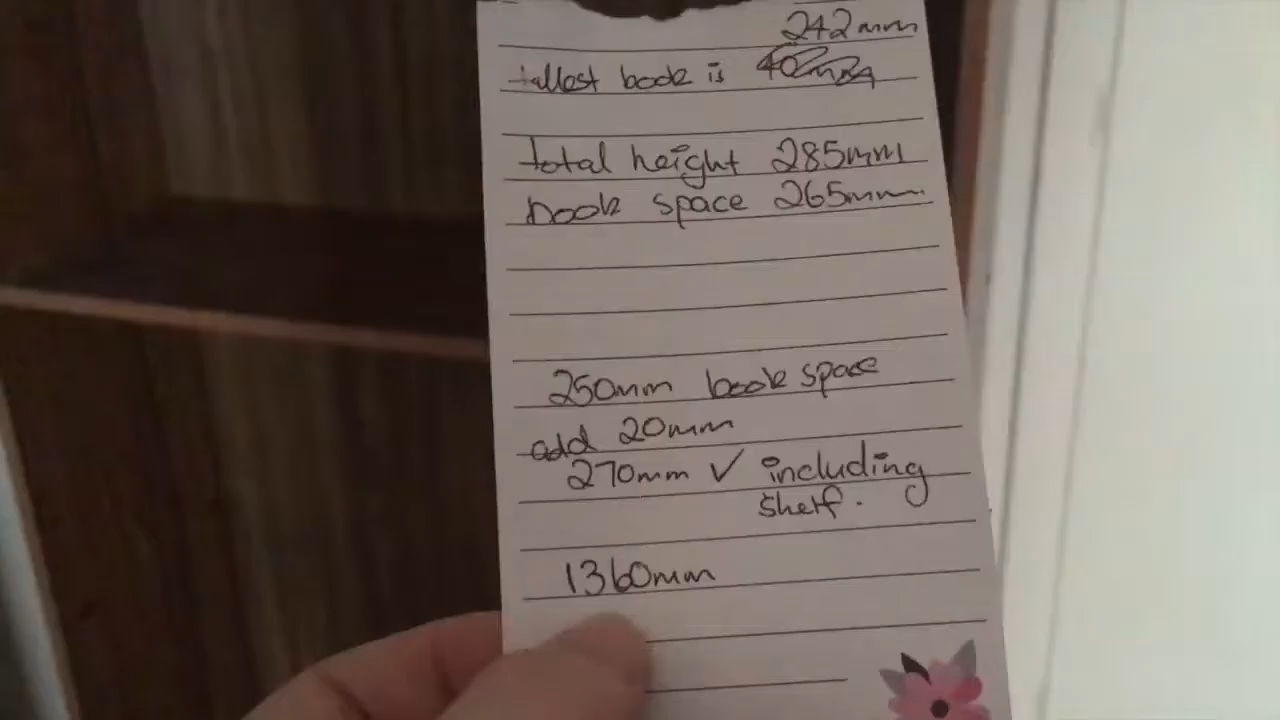 242mm
tallest book is 40mm
total height 285mm
book space 265mm
250mm book space
add 20mm
270mm ✓ including
shelf.
1360mm